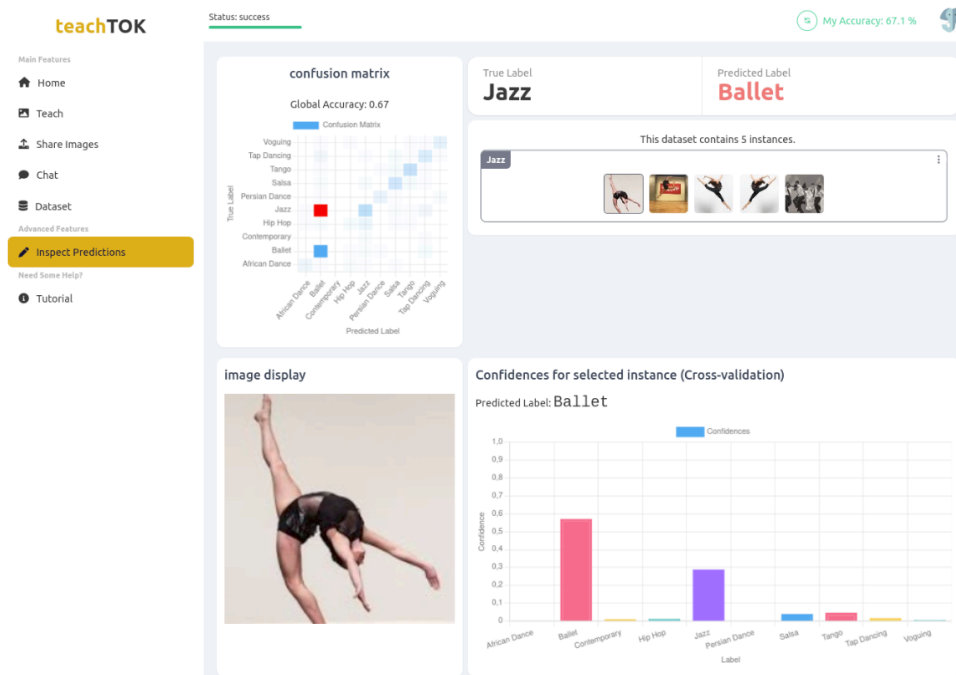 teachTOK
Status: success
My Accuracy: 67.1 %
Main Features
Home
Teach
Share Images
Chat
Dataset
Advanced Features
Inspect Predictions
Need Some Help?
Tutorial
confusion matrix
Global Accuracy: 0.67
Confusion Matrix
True Label
Voguing
Tap Dancing
Tango
Salsa
Persian Dance
Jazz
Hip Hop
Contemporary
Ballet
African Dance
African Dance
Ballet
Contemporary
Hip Hop
Jazz
Persian Dance
Salsa
Tango
Tap Dancing
Voguing
Predicted Label
True Label
Jazz
Predicted Label
Ballet
This dataset contains 5 instances.
Jazz
image display
Confidences for selected instance (Cross-validation)
Predicted Label: Ballet
Confidences
Confidence
1,0
0,9
0,8
0,7
0,6
0,5
0,4
0,3
0,2
0,1
0
African Dance
Ballet
Contemporary
Hip Hop
Jazz
Persian Dance
Salsa
Tango
Tap Dancing
Voguing
Label